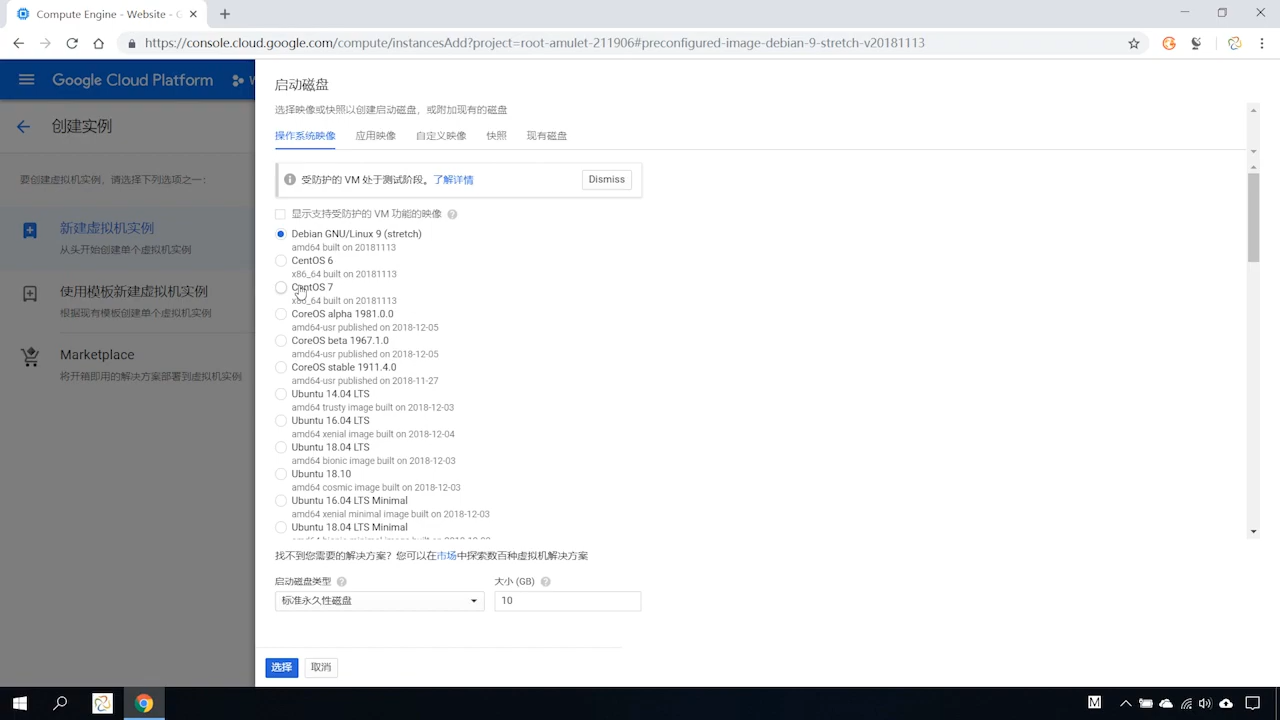 Compute Engine - Website - G
https://console.cloud.google.com/compute/instancesAdd?project=root-amulet-211906#preconfigured-image-debian-9-stretch-v20181113
Google Cloud Platform
创建实例
要创建虚拟机实例，请选择下列选项之一：
新建虚拟机实例
从头开始创建单个虚拟机实例
使用模板新建虚拟机实例
根据现有模板创建单个虚拟机实例
Marketplace
将开箱即用的解决方案部署到虚拟机实例
启动磁盘
选择映像或快照以创建启动磁盘，或附加现有的磁盘
操作系统映像 应用映像 自定义映像 快照 现有磁盘
受防护的 VM 处于测试阶段。了解详情 Dismiss
显示支持受防护的 VM 功能的映像
Debian GNU/Linux 9 (stretch)
amd64 built on 20181113
CentOS 6
x86_64 built on 20181113
CentOS 7
x86_64 built on 20181113
CoreOS alpha 1981.0.0
amd64-usr published on 2018-12-05
CoreOS beta 1967.1.0
amd64-usr published on 2018-12-05
CoreOS stable 1911.4.0
amd64-usr published on 2018-11-27
Ubuntu 14.04 LTS
amd64 trusty image built on 2018-12-03
Ubuntu 16.04 LTS
amd64 xenial image built on 2018-12-04
Ubuntu 18.04 LTS
amd64 bionic image built on 2018-12-03
Ubuntu 18.10
amd64 cosmic image built on 2018-12-03
Ubuntu 16.04 LTS Minimal
amd64 xenial minimal image built on 2018-12-03
Ubuntu 18.04 LTS Minimal
amd64 bionic minimal image built on 2018-12-03
找不到您需要的解决方案？您可以在市场中探索数百种虚拟机解决方案
启动磁盘类型 大小 (GB)
标准永久性磁盘 10
选择 取消
M